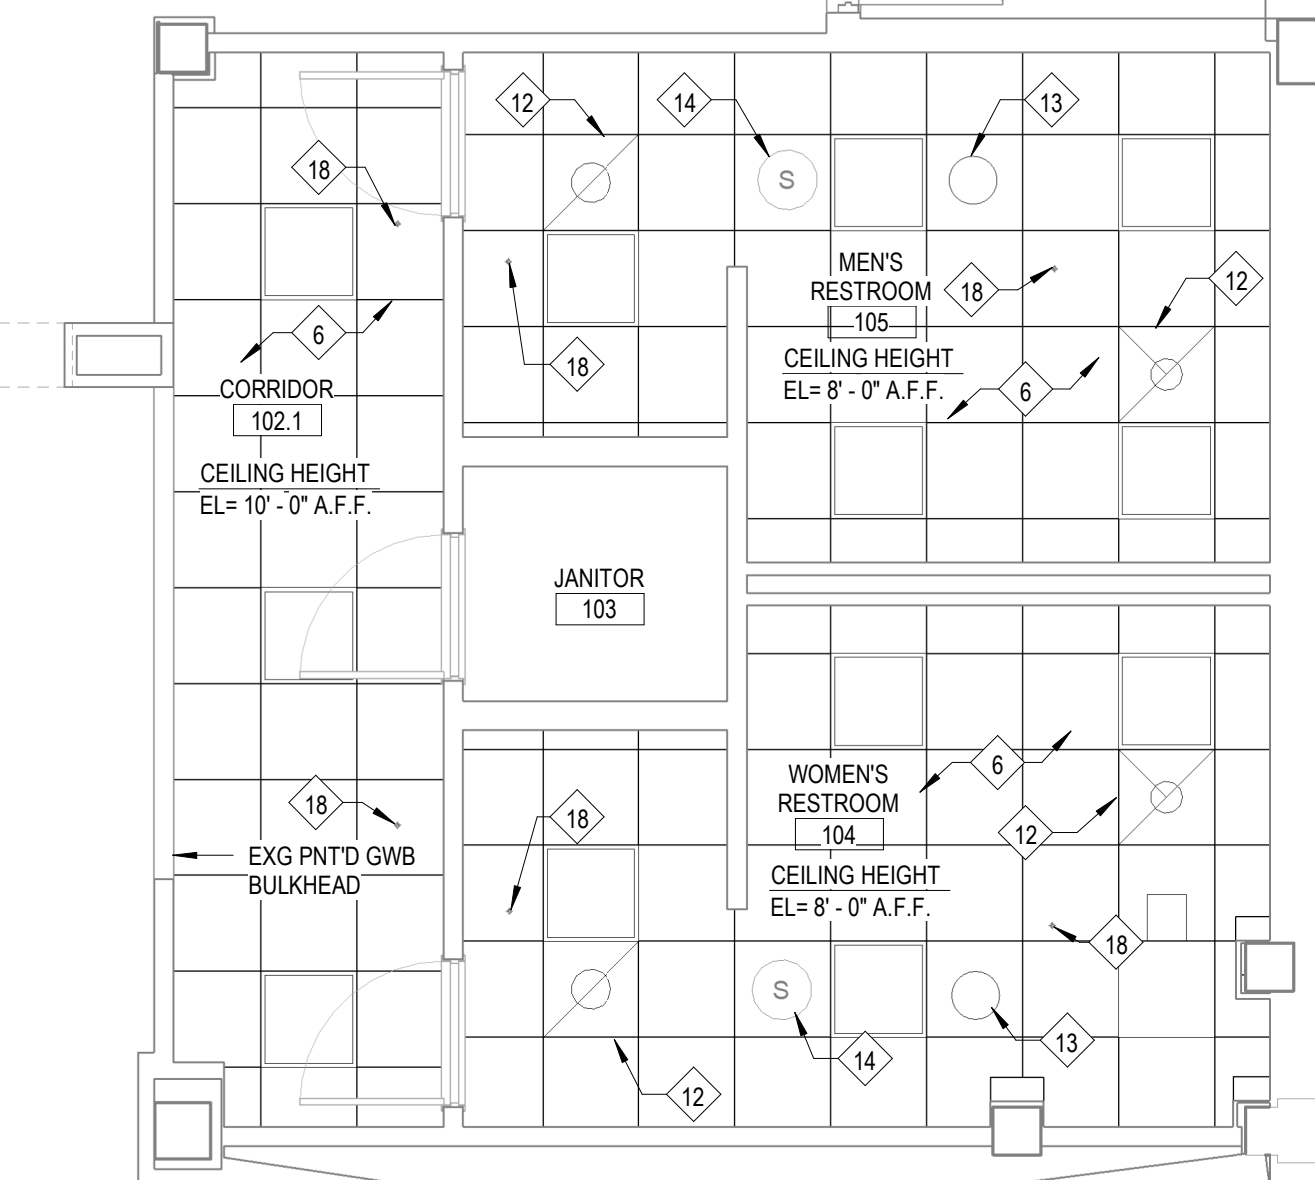 12
14
13
18
S
MEN'S
RESTROOM
105
18
12
6
CORRIDOR
102.1
18
CEILING HEIGHT
EL= 8' - 0" A.F.F.
6
CEILING HEIGHT
EL= 10' - 0" A.F.F.
JANITOR
103
WOMEN'S
RESTROOM
104
6
18
18
12
EXG PNT'D GWB
BULKHEAD
CEILING HEIGHT
EL= 8' - 0" A.F.F.
18
S
14
13
12